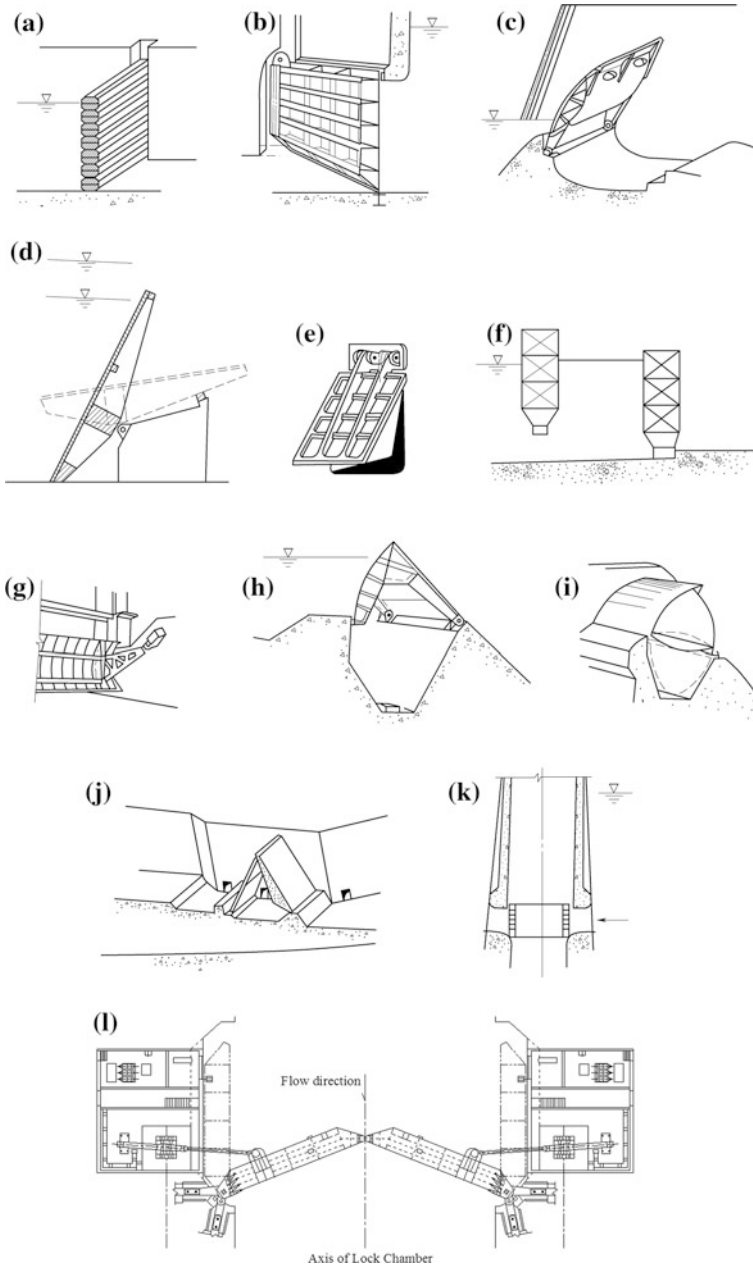 (a)
(b)
(c)
(d)
(e)
(f)
(g)
(h)
(i)
(j)
(k)
(l)
Flow direction
Axis of Lock Chamber